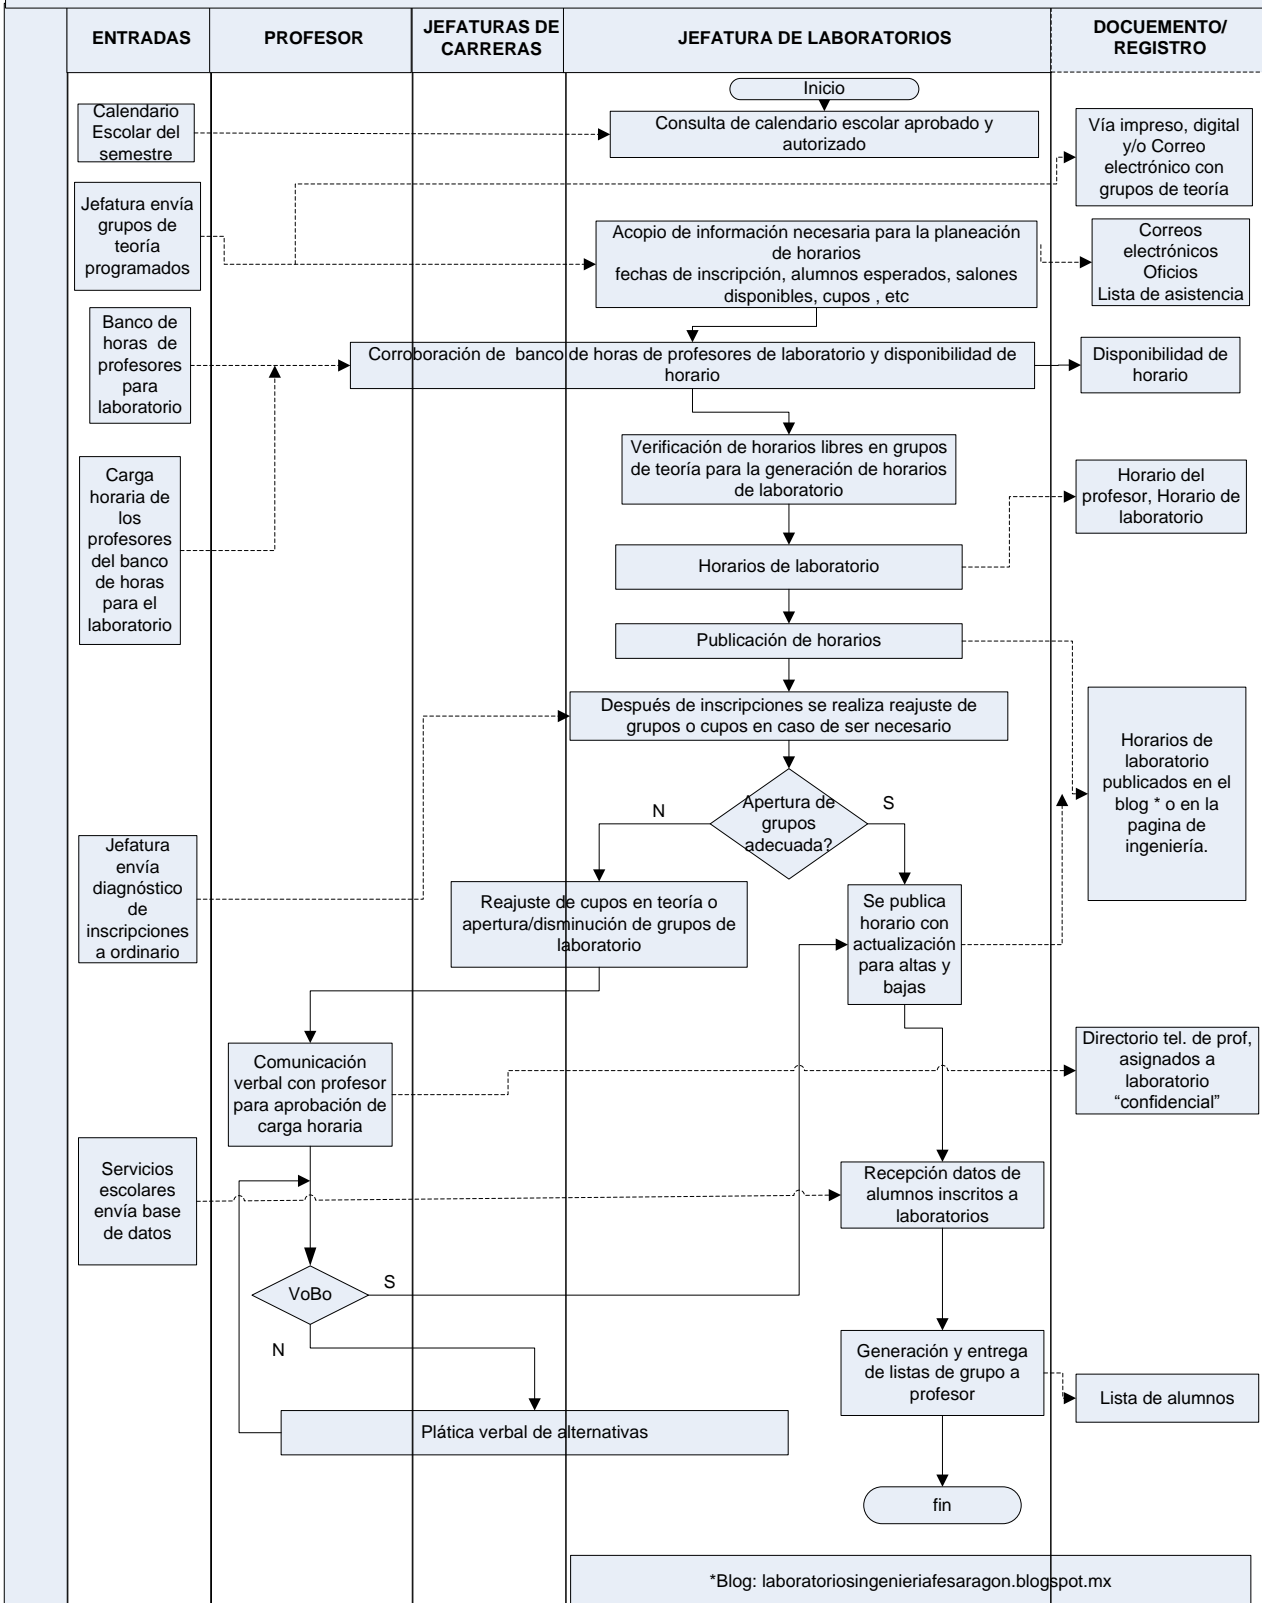 ENTRADAS
PROFESOR
JEFATURAS DE
CARRERAS
JEFATURA DE LABORATORIOS
DOCUEMENTO/
REGISTRO
Inicio
Calendario
Escolar del
semestre
Consulta de calendario escolar aprobado y
autorizado
Vía impreso, digital
y/o Correo
electrónico con
grupos de teoría
Jefatura envía
grupos de
teoría
programados
Acopio de información necesaria para la planeación
de horarios
fechas de inscripción, alumnos esperados, salones
disponibles, cupos , etc
Correos
electrónicos
Oficios
Lista de asistencia
Banco de
horas de
profesores
para
laboratorio
Corroboración de banco de horas de profesores de laboratorio y disponibilidad de
horario
Disponibilidad de
horario
Verificación de horarios libres en grupos
de teoría para la generación de horarios
de laboratorio
Carga
horaria de
los
profesores
del banco
de horas
para el
laboratorio
Horario del
profesor, Horario de
laboratorio
Horarios de laboratorio
Publicación de horarios
Después de inscripciones se realiza reajuste de
grupos o cupos en caso de ser necesario
Horarios de
laboratorio
publicados en el
blog * o en la
pagina de
ingeniería.
Apertura de
grupos
adecuada?
N
S
Jefatura
envía
diagnóstico
de
inscripciones
a ordinario
Reajuste de cupos en teoría o
apertura/disminución de grupos de
laboratorio
Se publica
horario con
actualización
para altas y
bajas
Comunicación
verbal con profesor
para aprobación de
carga horaria
Directorio tel. de prof,
asignados a
laboratorio
“confidencial”
Servicios
escolares
envía base
de datos
Recepción datos de
alumnos inscritos a
laboratorios
VoBo
S
N
Generación y entrega
de listas de grupo a
profesor
Lista de alumnos
Plática verbal de alternativas
fin
*Blog: laboratoriosingenieriafesaragon.blogspot.mx